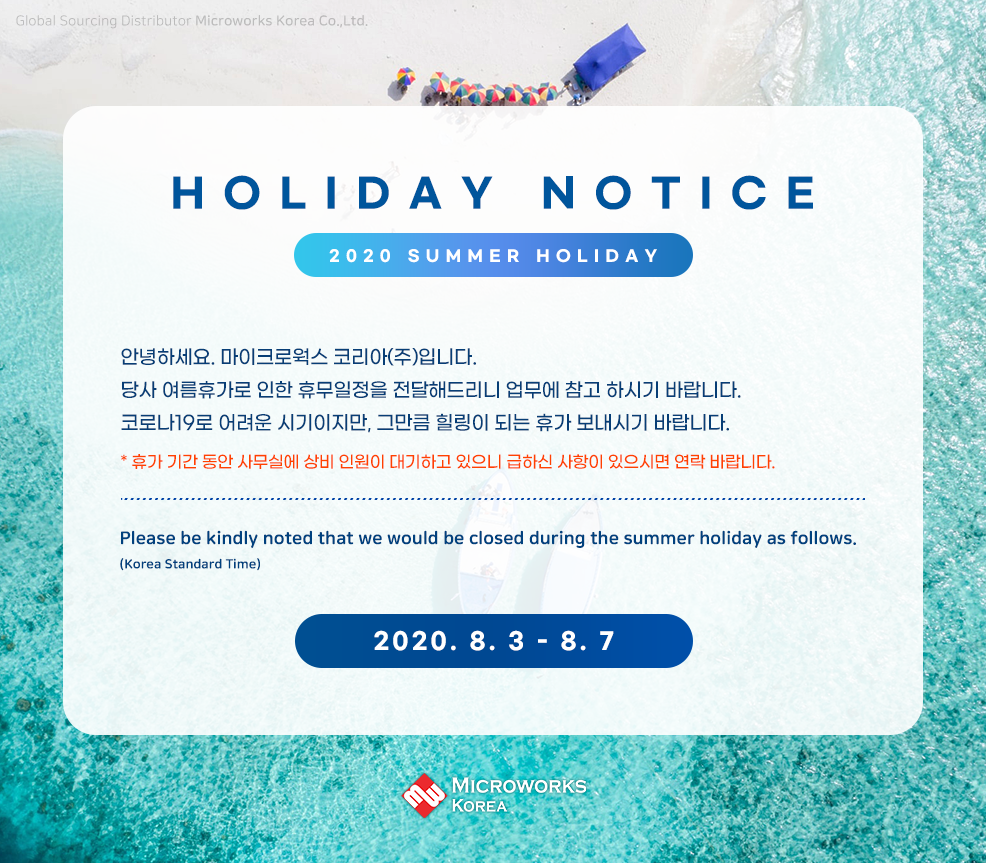 Global Sourcing Distributor Microworks Korea Co.,Ltd.
HOLIDAY NOTICE
2020 SUMMER HOLIDAY
안녕하세요. 마이크로웍스 코리아(주)입니다.
당사 여름휴가로 인한 휴무일정을 전달해드리니 업무에 참고 하시기 바랍니다.
코로나19로 어려운 시기이지만, 그만큼 힐링이 되는 휴가 보내시기 바랍니다.
* 휴가 기간 동안 사무실에 상비 인원이 대기하고 있으니 급하신 사항이 있으시면 연락 바랍니다.
Please be kindly noted that we would be closed during the summer holiday as follows.
(Korea Standard Time)
2020. 8. 3 - 8. 7
MICROWORKS
KOREA